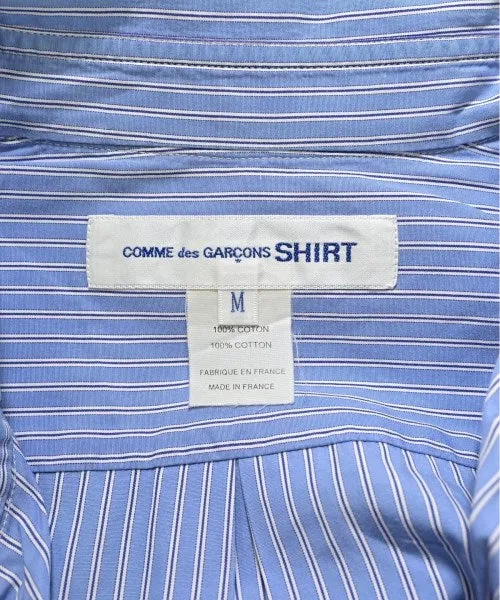 COMME des GARÇONS SHIRT
M
100% COTON
100% COTTON
FABRIQUE EN FRANCE
MADE IN FRANCE